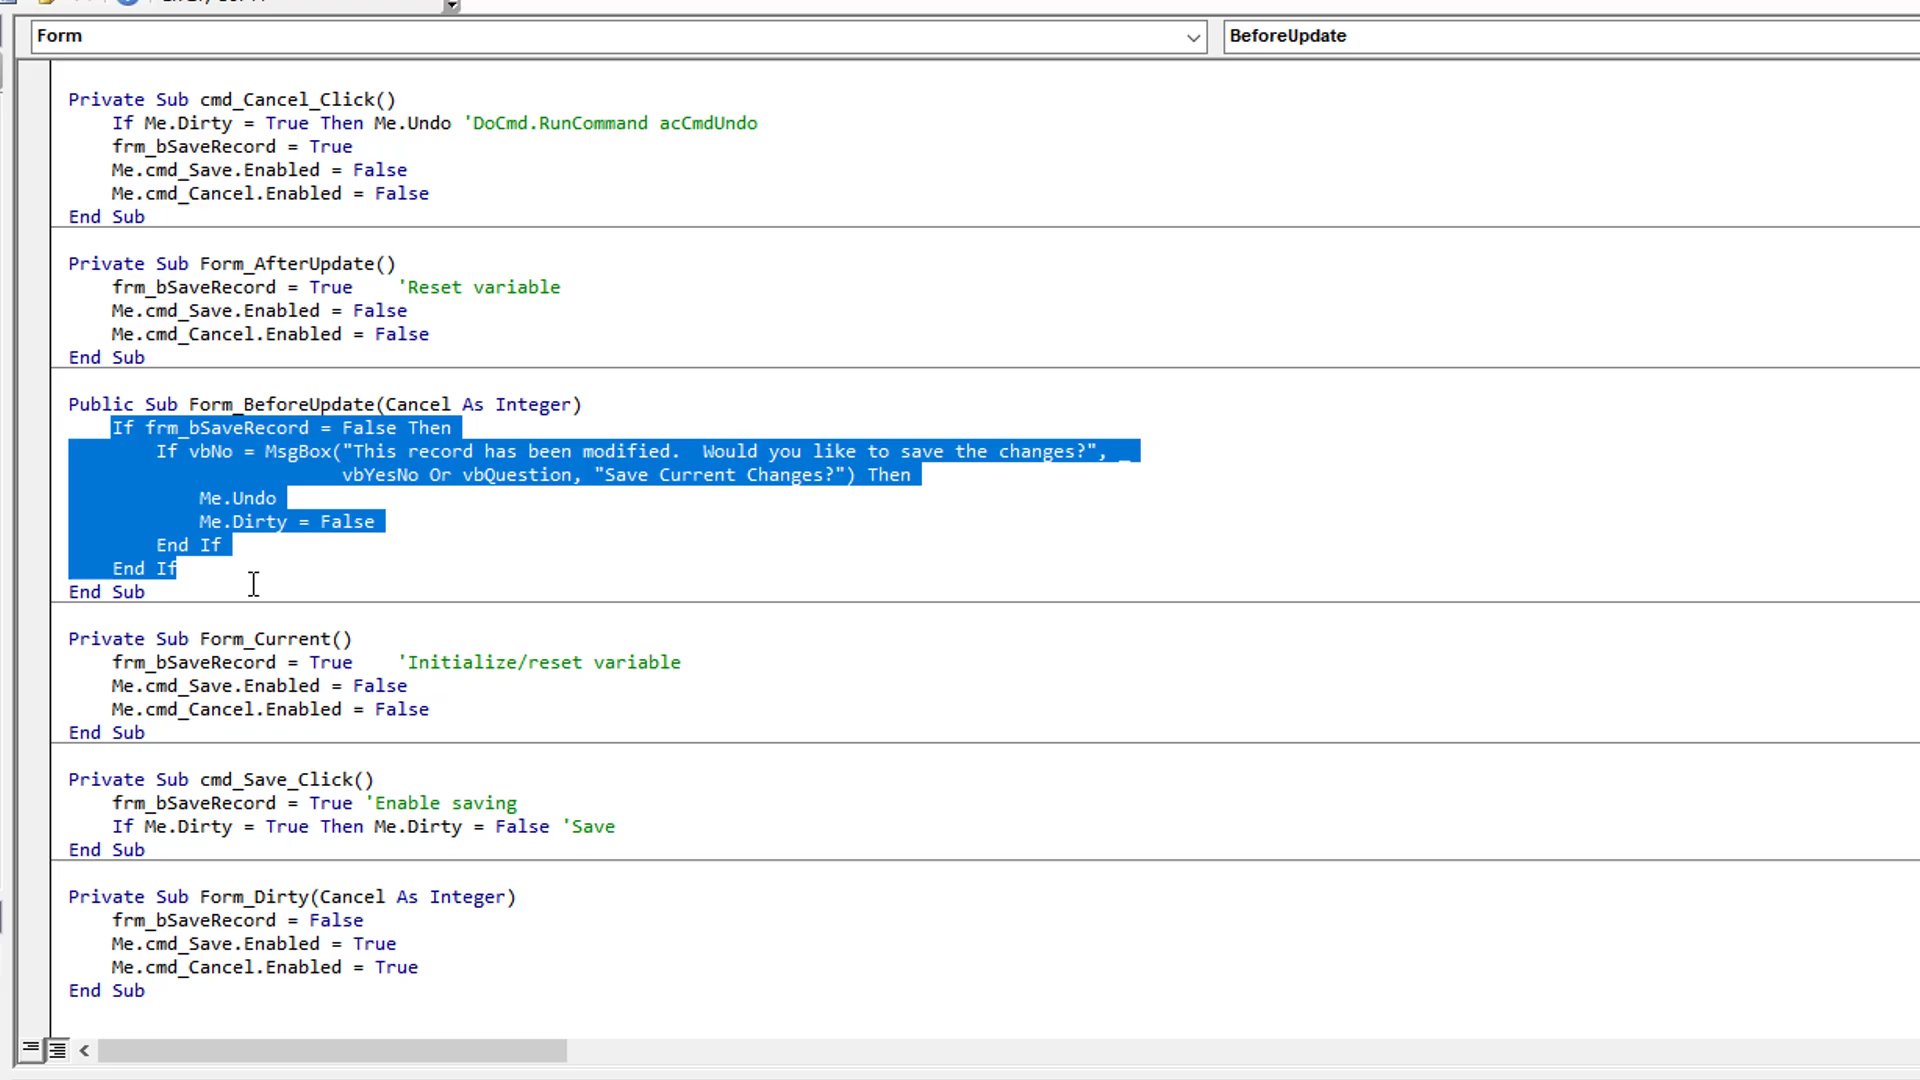 Form
BeforeUpdate
Private Sub cmd_Cancel_Click()
    If Me.Dirty = True Then Me.Undo 'DoCmd.RunCommand acCmdUndo
    frm_bSaveRecord = True
    Me.cmd_Save.Enabled = False
    Me.cmd_Cancel.Enabled = False
End Sub
Private Sub Form_AfterUpdate()
    frm_bSaveRecord = True    'Reset variable
    Me.cmd_Save.Enabled = False
    Me.cmd_Cancel.Enabled = False
End Sub
Public Sub Form_BeforeUpdate(Cancel As Integer)
    If frm_bSaveRecord = False Then
        If vbNo = MsgBox("This record has been modified.  Would you like to save the changes?", _
                         vbYesNo Or vbQuestion, "Save Current Changes?") Then
            Me.Undo
            Me.Dirty = False
        End If
    End If
End Sub
Private Sub Form_Current()
    frm_bSaveRecord = True    'Initialize/reset variable
    Me.cmd_Save.Enabled = False
    Me.cmd_Cancel.Enabled = False
End Sub
Private Sub cmd_Save_Click()
    frm_bSaveRecord = True 'Enable saving
    If Me.Dirty = True Then Me.Dirty = False 'Save
End Sub
Private Sub Form_Dirty(Cancel As Integer)
    frm_bSaveRecord = False
    Me.cmd_Save.Enabled = True
    Me.cmd_Cancel.Enabled = True
End Sub